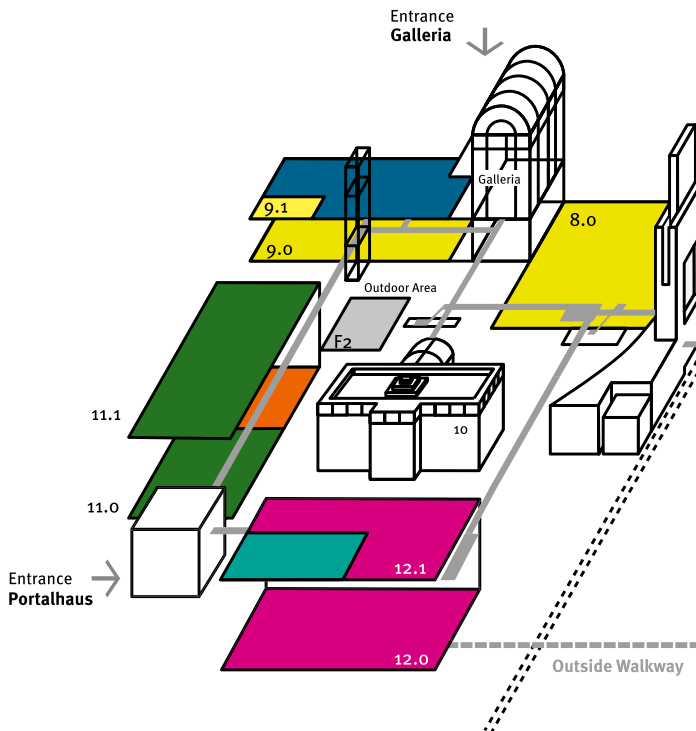 Entrance
Galleria
Galleria
9.1
8.0
9.0
Outdoor Area
F2
11.1
10
11.0
12.1
Entrance
Portalhaus
12.0
Outside Walkway